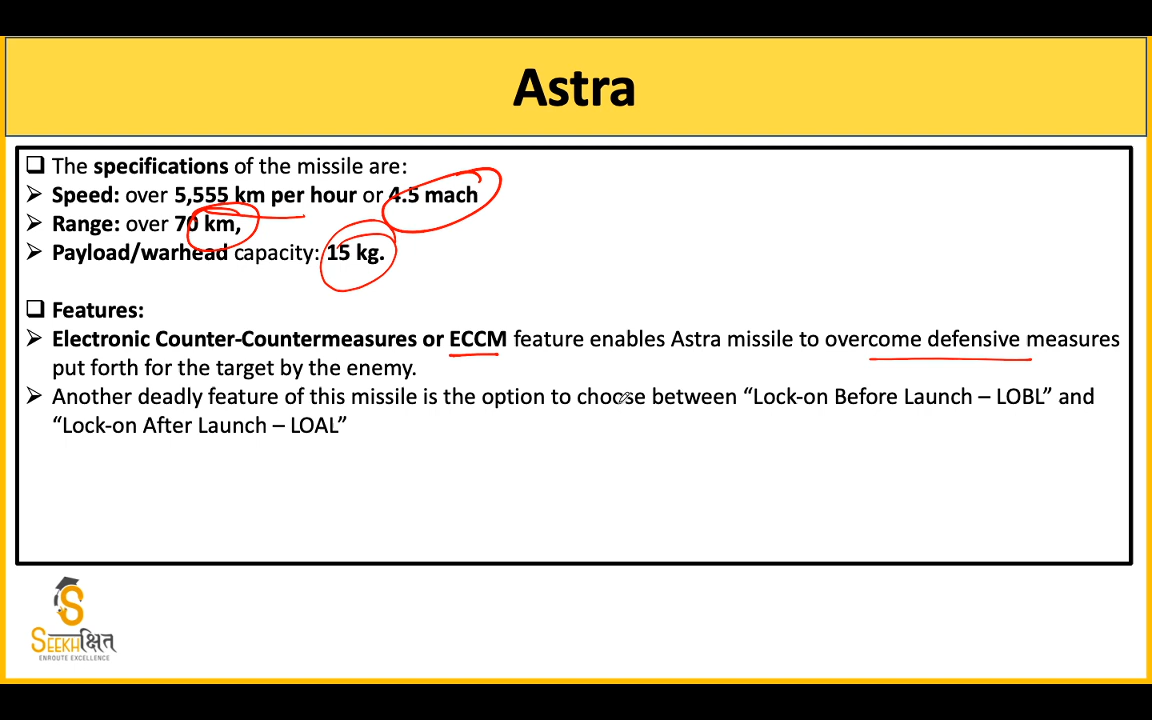 Astra
❑ The specifications of the missile are:
➢ Speed: over 5,555 km per hour or 4.5 mach
➢ Range: over 70 km,
➢ Payload/warhead capacity: 15 kg.
❑ Features:
➢ Electronic Counter-Countermeasures or ECCM feature enables Astra missile to overcome defensive measures
put forth for the target by the enemy.
➢ Another deadly feature of this missile is the option to choose between “Lock-on Before Launch – LOBL” and
“Lock-on After Launch – LOAL”
S
SEEKHक्षित
ENROUTE EXCELLENCE